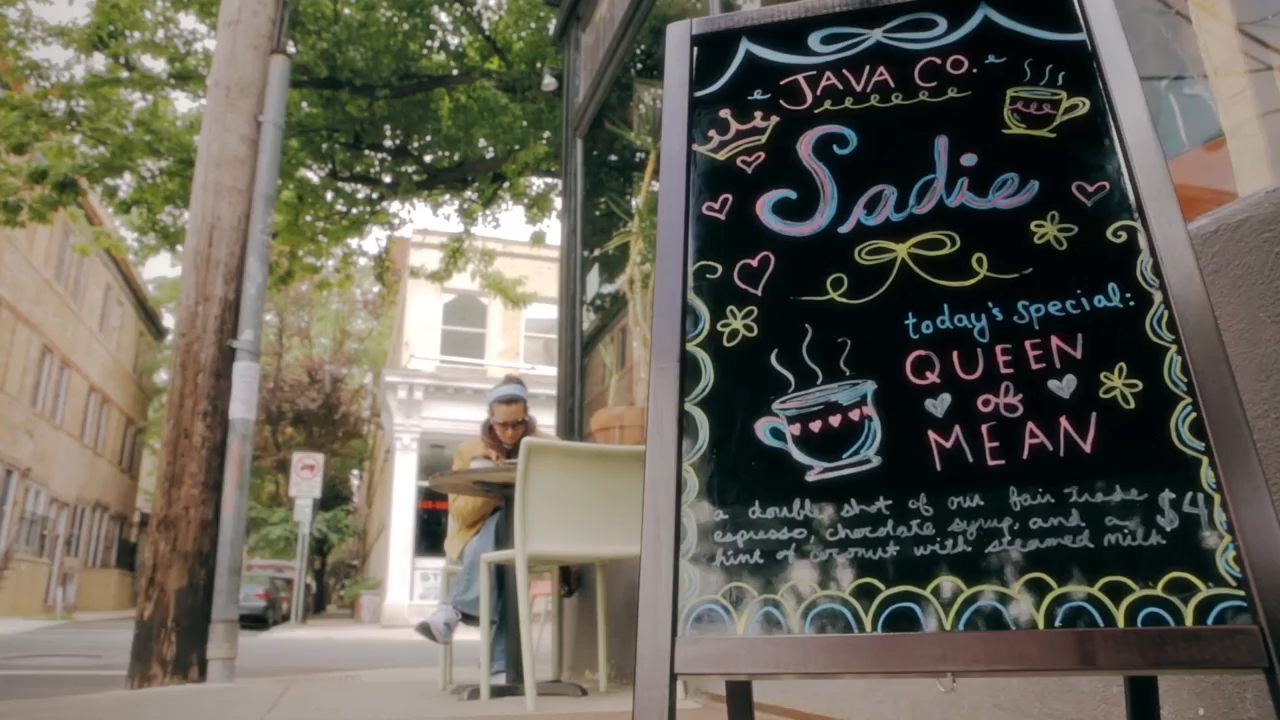 JAVA CO.
Sadie
today's special:
QUEEN
of
MEAN
a double shot of our fair trade
espresso, chocolate syrup, and a
hint of coconut with steamed milk
$4